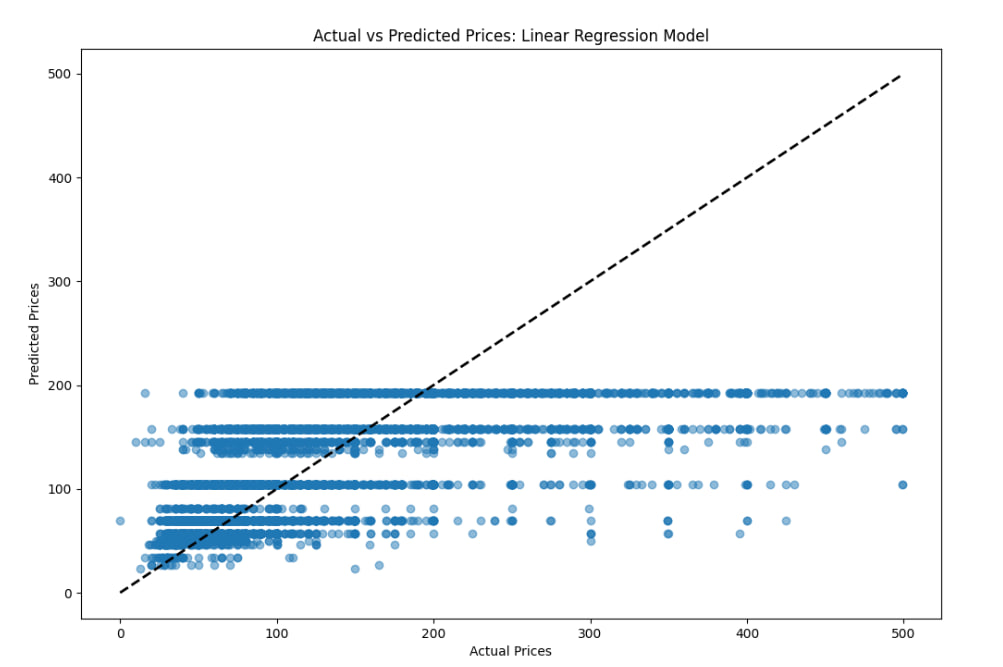 Actual vs Predicted Prices: Linear Regression Model
500
400
300
200
100
0
Predicted Prices
0 100 200 300 400 500
Actual Prices